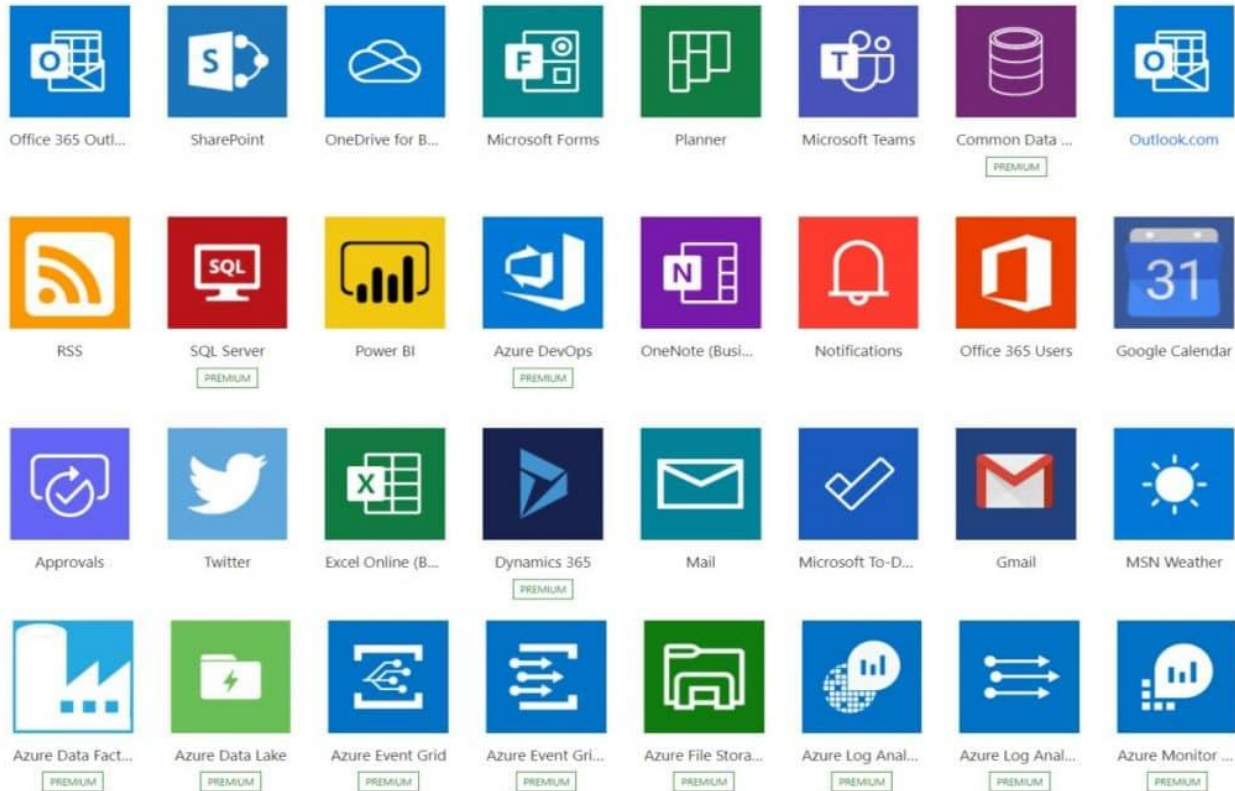 Office 365 Outl...
SharePoint
OneDrive for B...
Microsoft Forms
Planner
Microsoft Teams
Common Data ...
PREMIUM
Outlook.com
RSS
SQL
SQL Server
PREMIUM
Power BI
Azure DevOps
PREMIUM
OneNote (Busi...
Notifications
Office 365 Users
31
Google Calendar
Approvals
Twitter
Excel Online (B...
Dynamics 365
PREMIUM
Mail
Microsoft To-D...
Gmail
MSN Weather
Azure Data Fact...
PREMIUM
Azure Data Lake
PREMIUM
Azure Event Grid
PREMIUM
Azure Event Gri...
PREMIUM
Azure File Stora...
PREMIUM
Azure Log Anal...
PREMIUM
Azure Log Anal...
PREMIUM
Azure Monitor ...
PREMIUM